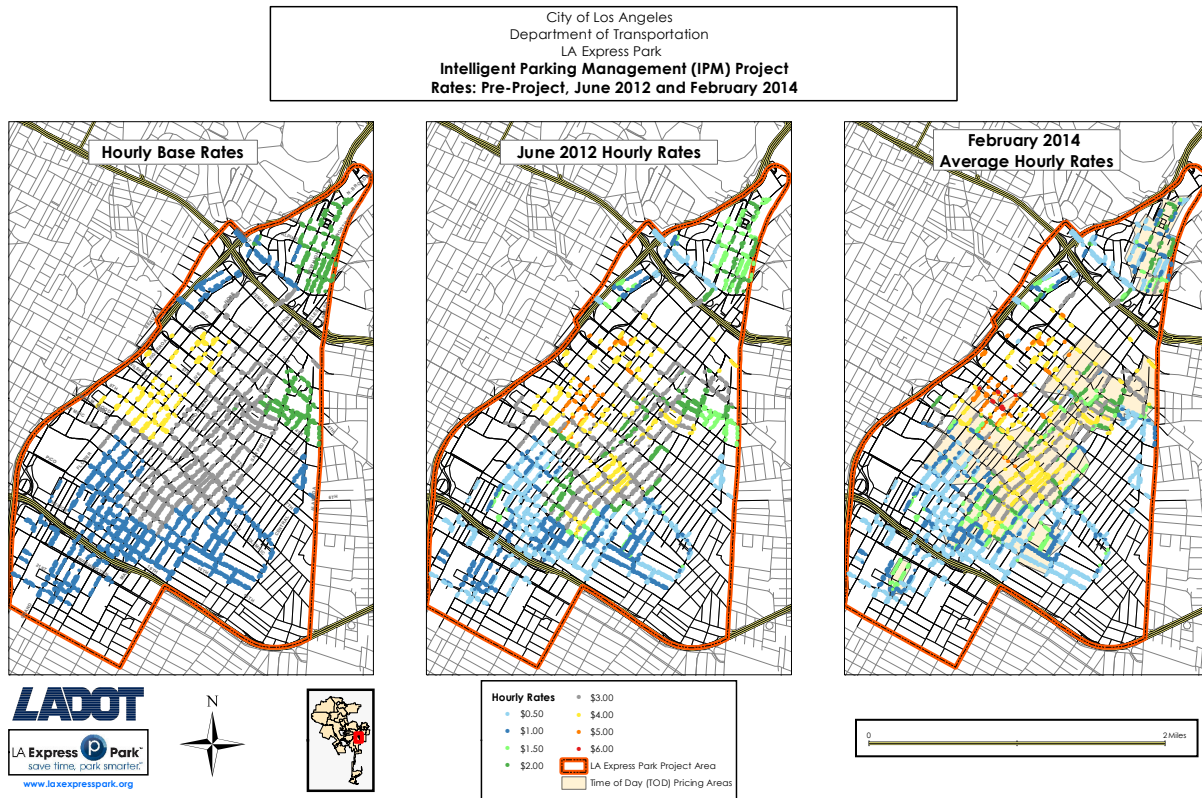 City of Los Angeles
Department of Transportation
LA Express Park
Intelligent Parking Management (IPM) Project
Rates: Pre-Project, June 2012 and February 2014
Hourly Base Rates
June 2012 Hourly Rates
February 2014
Average Hourly Rates
LADOT
LA Express P Park™
save time, park smarter.™
www.laexpresspark.org
N
Hourly Rates
$0.50
$1.00
$1.50
$2.00
$3.00
$4.00
$5.00
$6.00
LA Express Park Project Area
Time of Day (TOD) Pricing Areas
0
2 Miles